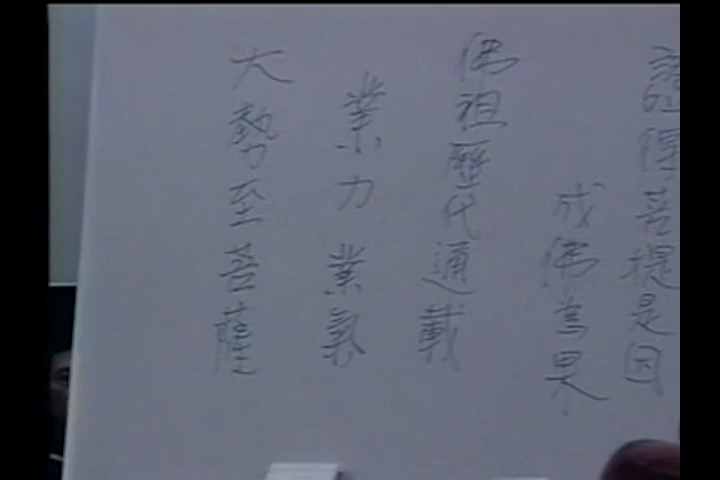 證得菩提是因
成佛為果
佛祖歷代通載
業力業氣
大勢至菩薩